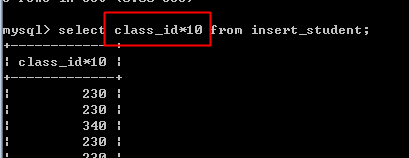 mysql> select class_id*10 from insert_student;
+-------------+
¦ class_id*10 ¦
+-------------+
¦ 230 ¦
¦ 230 ¦
¦ 340 ¦
¦ 230 ¦